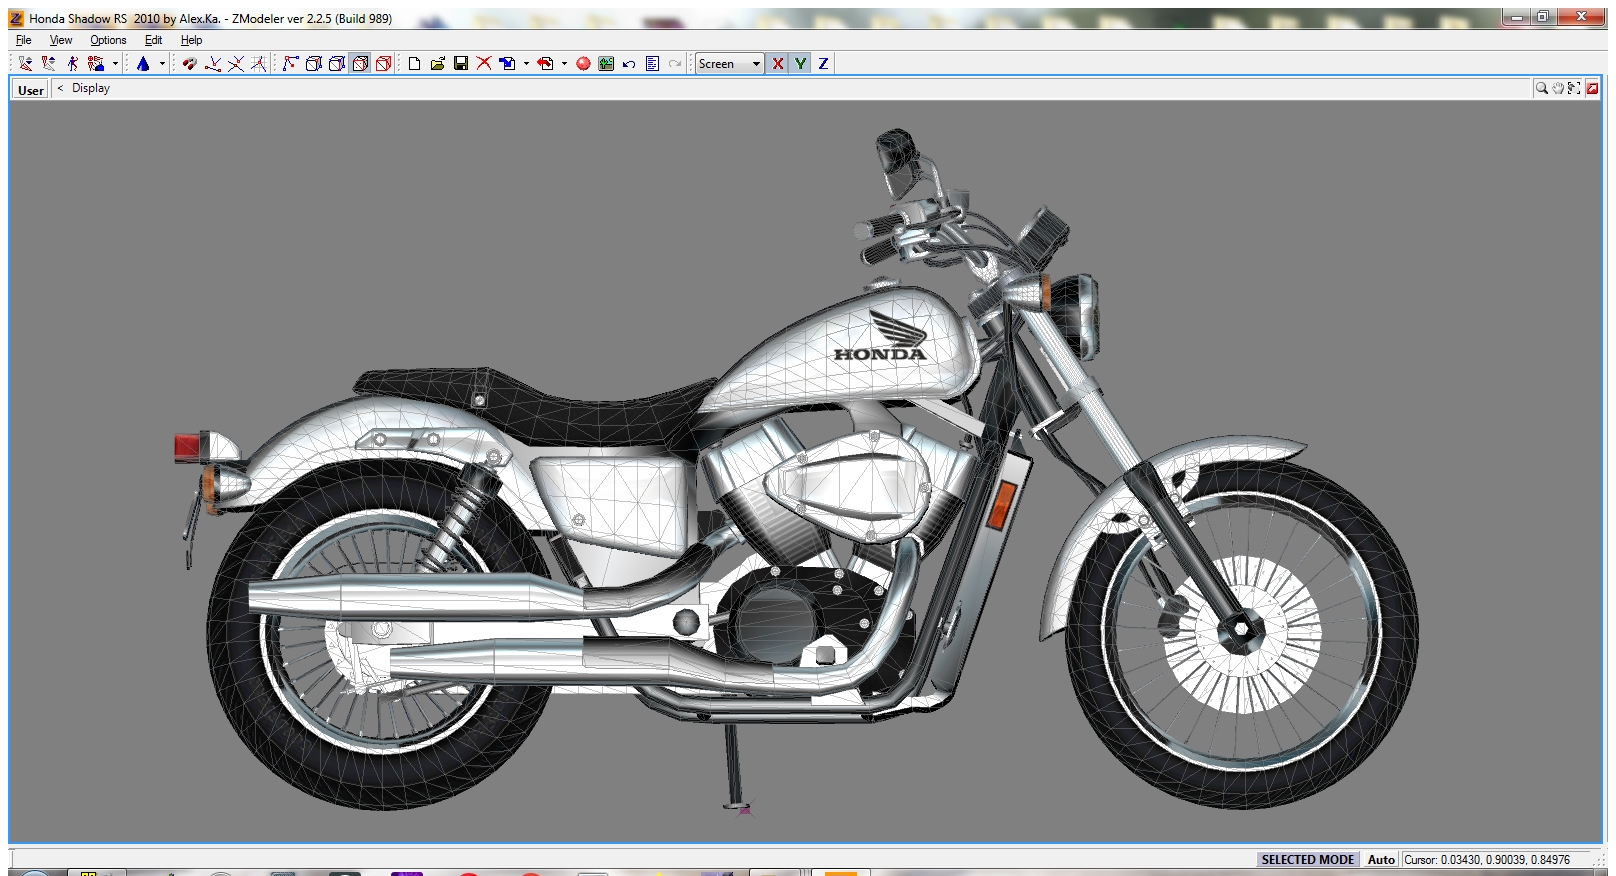 Honda Shadow RS 2010 by Alex.Ka. - ZModeler ver 2.2.5 (Build 989)
File View Options Edit Help
Screen X Y Z
User < Display
HONDA
SELECTED MODE Auto Cursor: 0.03430, 0.90039, 0.84976